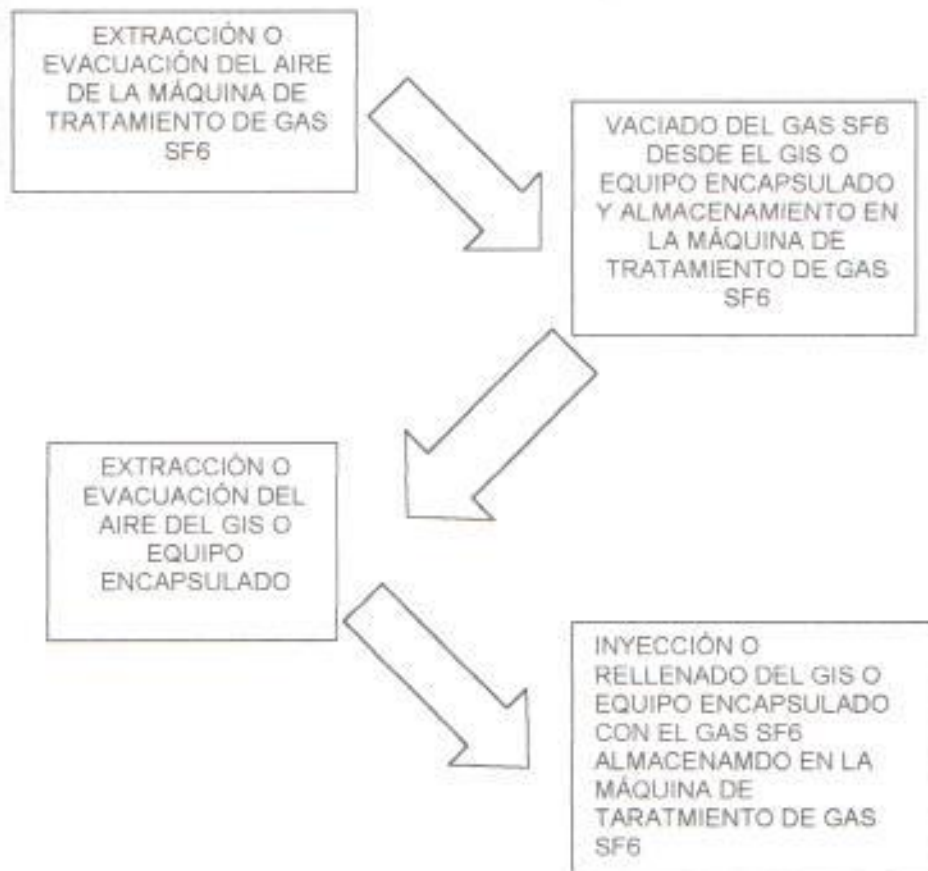 EXTRACCIÓN O
EVACUACIÓN DEL AIRE
DE LA MÁQUINA DE
TRATAMIENTO DE GAS
SF6
VACIADO DEL GAS SF6
DESDE EL GIS O
EQUIPO ENCAPSULADO
Y ALMACENAMIENTO EN
LA MÁQUINA DE
TRATAMIENTO DE GAS
SF6
EXTRACCIÓN O
EVACUACIÓN DEL
AIRE DEL GIS O
EQUIPO
ENCAPSULADO
INYECCIÓN O
RELLENADO DEL GIS O
EQUIPO ENCAPSULADO
CON EL GAS SF6
ALMACENAMDO EN LA
MÁQUINA DE
TARATMIENTO DE GAS
SF6